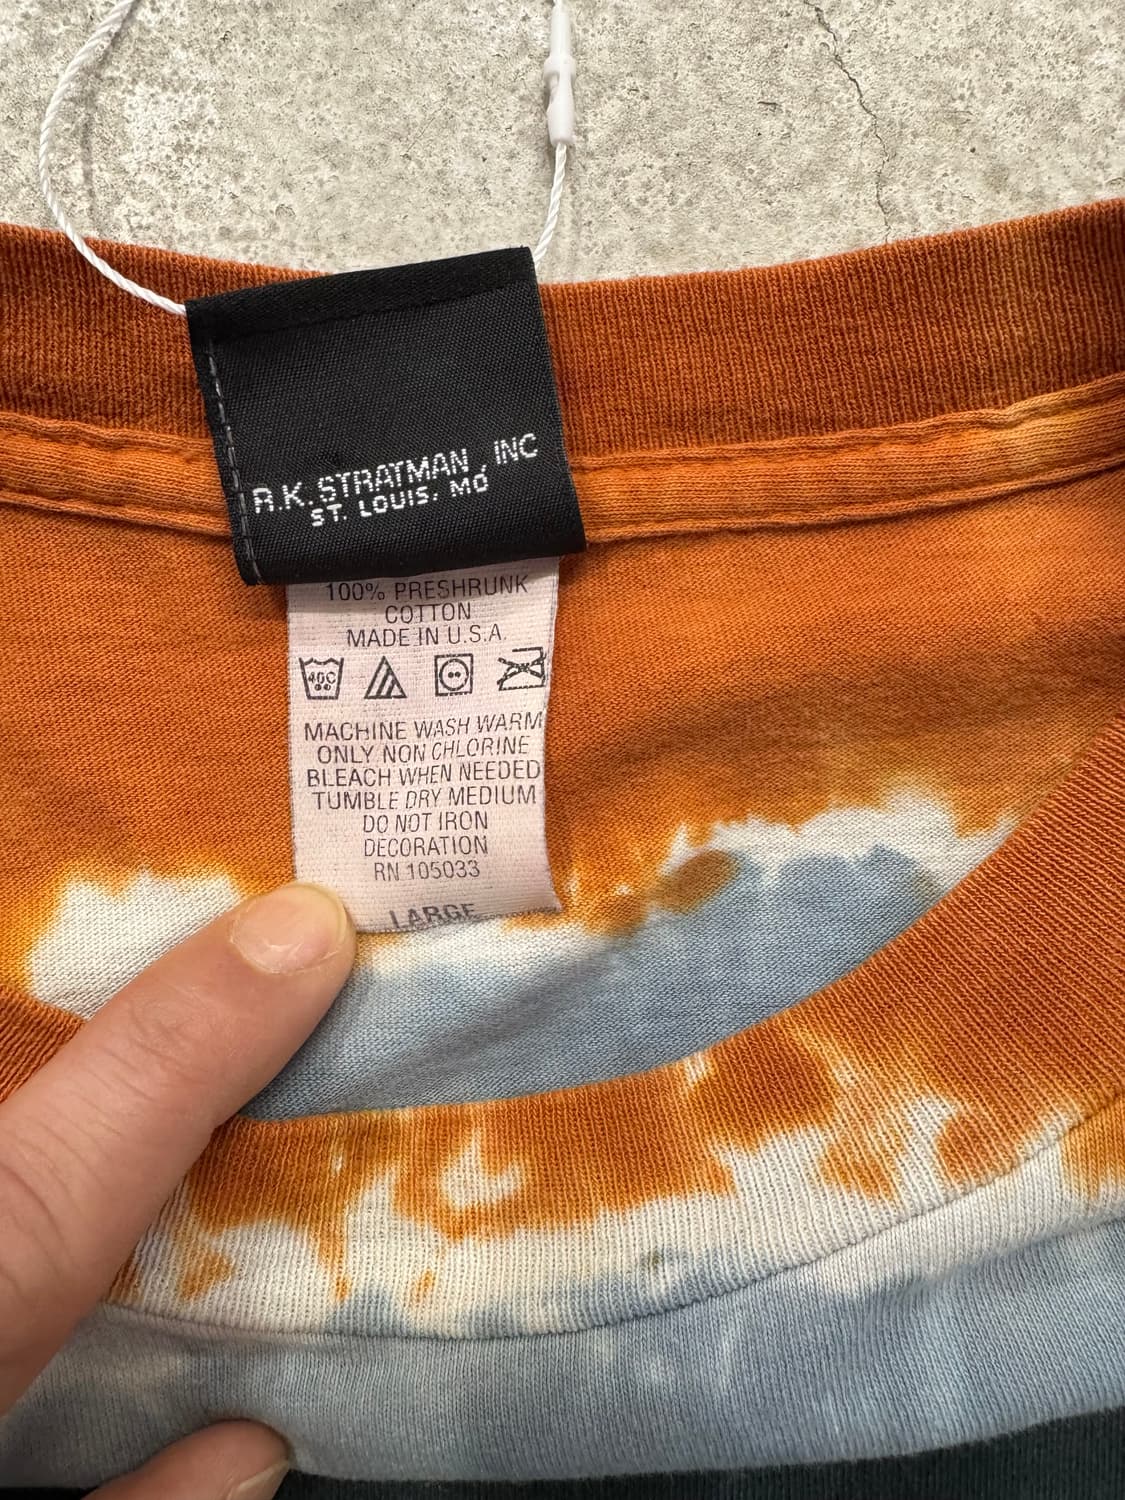 R.K. STRATMAN, INC
ST. LOUIS. MO
100% PRESHRUNK
COTTON
MADE IN U.S.A.
40C
MACHINE WASH WARM
ONLY NON CHLORINE
BLEACH WHEN NEEDED
TUMBLE DRY MEDIUM
DO NOT IRON
DECORATION
RN 105033
LARGE